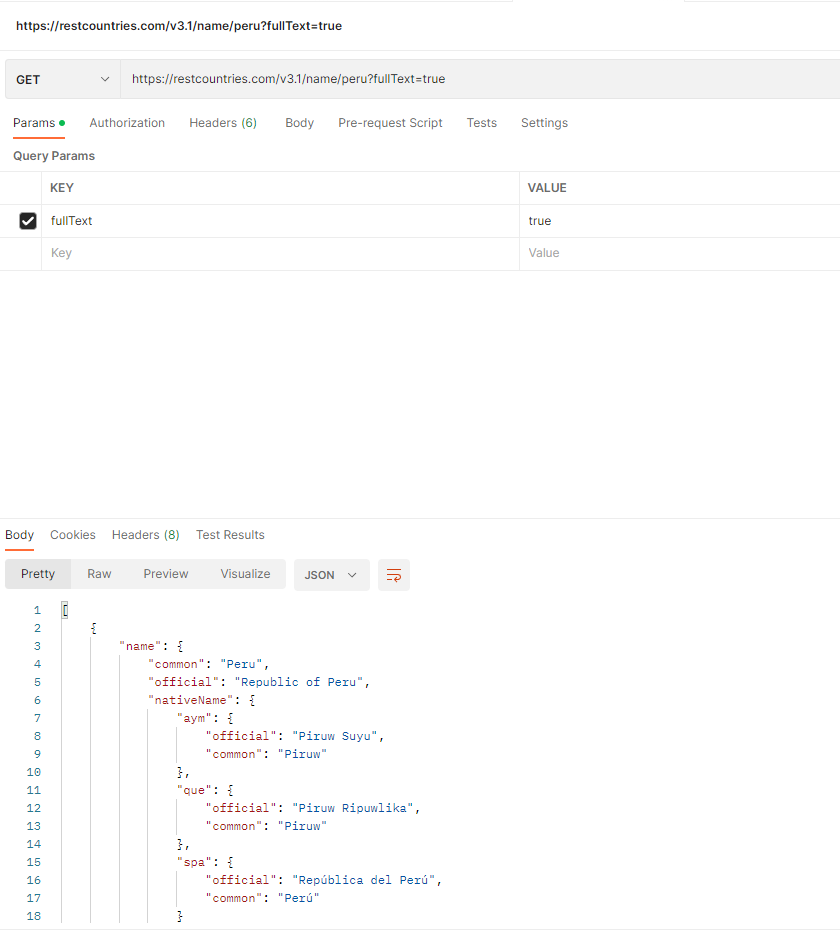 https://restcountries.com/v3.1/name/peru?fullText=true
GET https://restcountries.com/v3.1/name/peru?fullText=true
Params Authorization Headers (6) Body Pre-request Script Tests Settings
Query Params
KEY VALUE
fullText true
Key Value
Body Cookies Headers (8) Test Results
Pretty Raw Preview Visualize JSON
1 [
2 {
3 "name": {
4 "common": "Peru",
5 "official": "Republic of Peru",
6 "nativeName": {
7 "aym": {
8 "official": "Piruw Suyu",
9 "common": "Piruw"
10 },
11 "que": {
12 "official": "Piruw Ripuwlika",
13 "common": "Piruw"
14 },
15 "spa": {
16 "official": "República del Perú",
17 "common": "Perú"
18 }